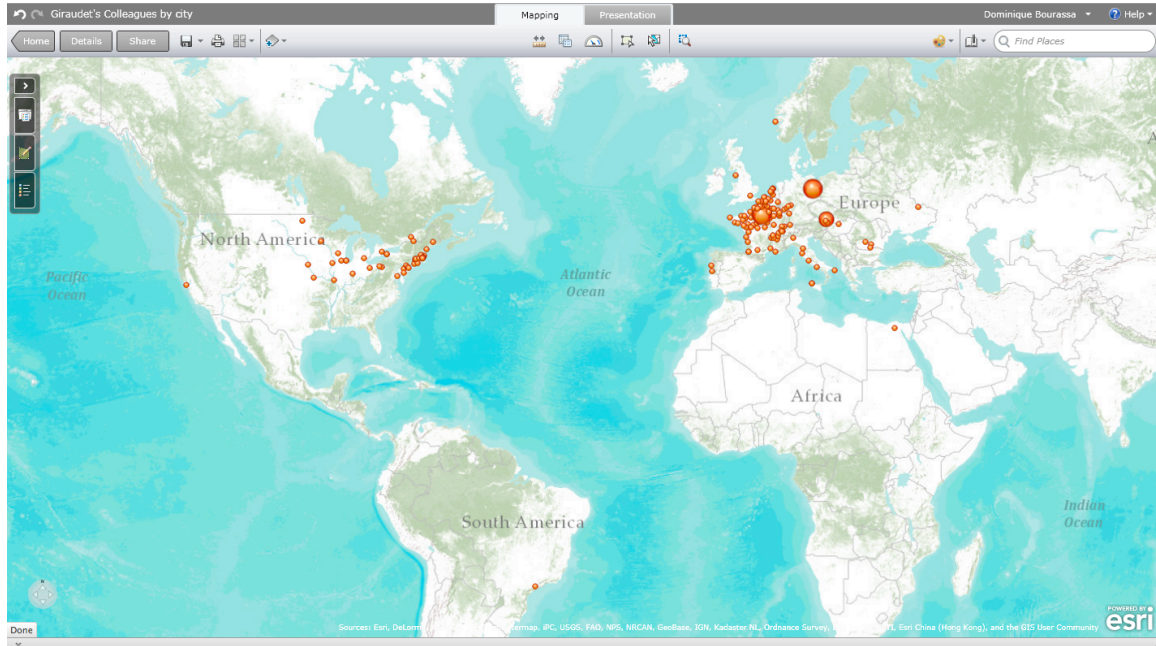 Giraudet's Colleagues by city
Mapping
Presentation
Dominique Bourassa
Help
Home
Details
Share
Find Places
A
Europe
North America
Pacific
Ocean
Atlantic
Ocean
Africa
Indian
Ocean
South America
POWERED BY
esri
Done
Sources: Esri, DeLorm ermap, iPC, USGS, FAO, NPS, NRCAN, GeoBase, IGN, Kadaster NL, Ordnance Survey, I, Esri China (Hong Kong), and the GIS User Community